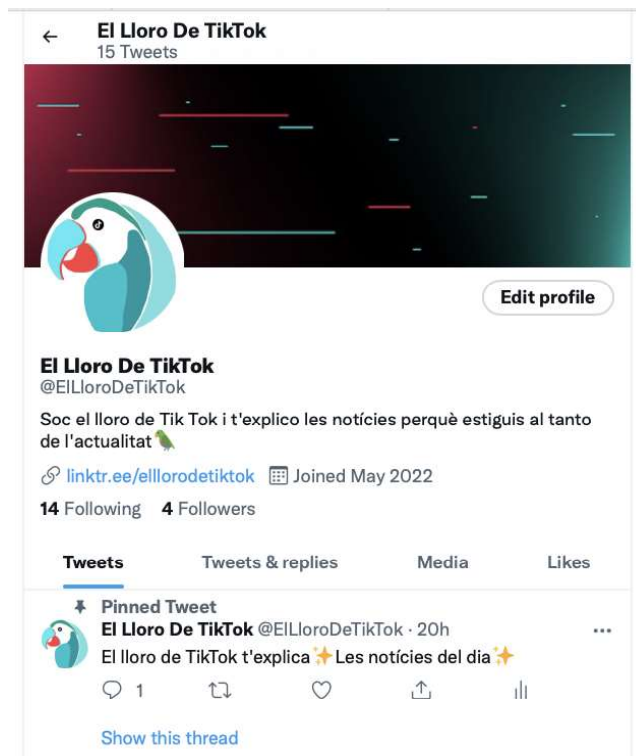 El Lloro De TikTok
15 Tweets
Edit profile
El Lloro De TikTok
@ElLloroDeTikTok
Soc el lloro de Tik Tok i t'explico les notícies perquè estiguis al tanto
de l'actualitat🦜
linktr.ee/elllorodetiktok Joined May 2022
14 Following 4 Followers
Tweets Tweets & replies Media Likes
Pinned Tweet
El Lloro De TikTok @ElLloroDeTikTok · 20h
El lloro de TikTok t'explica✨Les notícies del dia✨
1
Show this thread